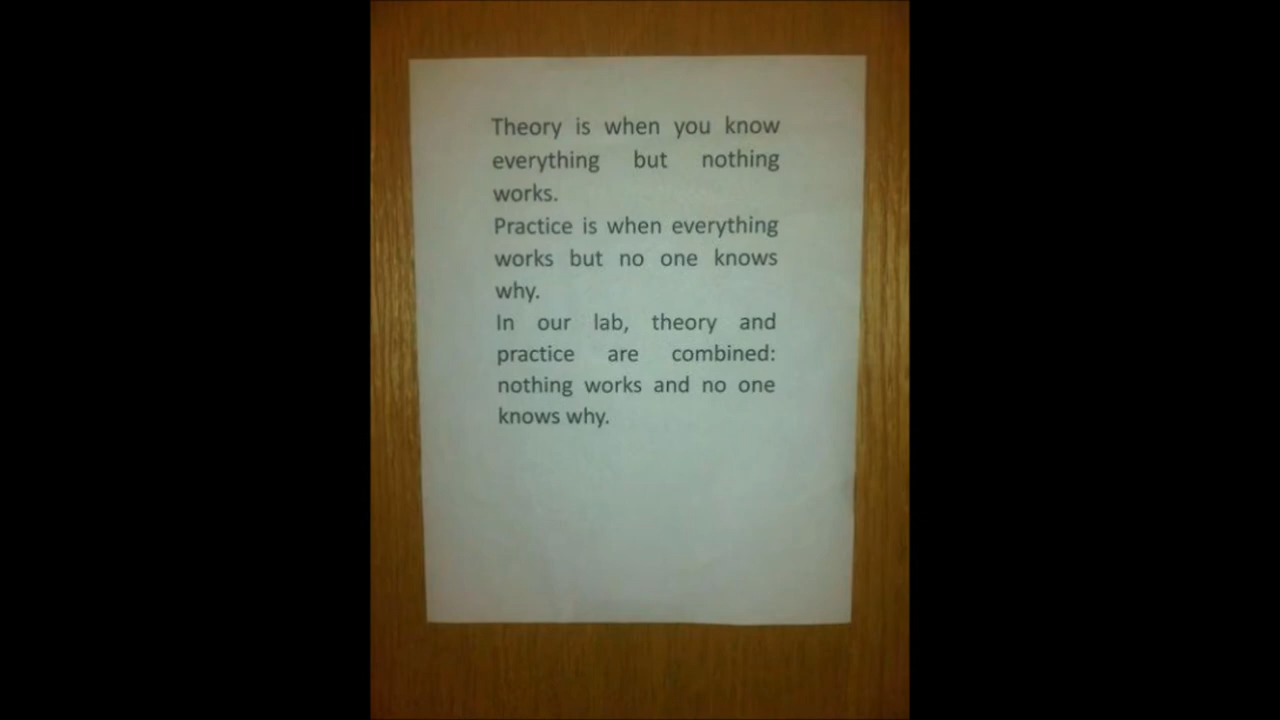 Theory is when you know
everything but nothing
works.
Practice is when everything
works but no one knows
why.
In our lab, theory and
practice are combined:
nothing works and no one
knows why.